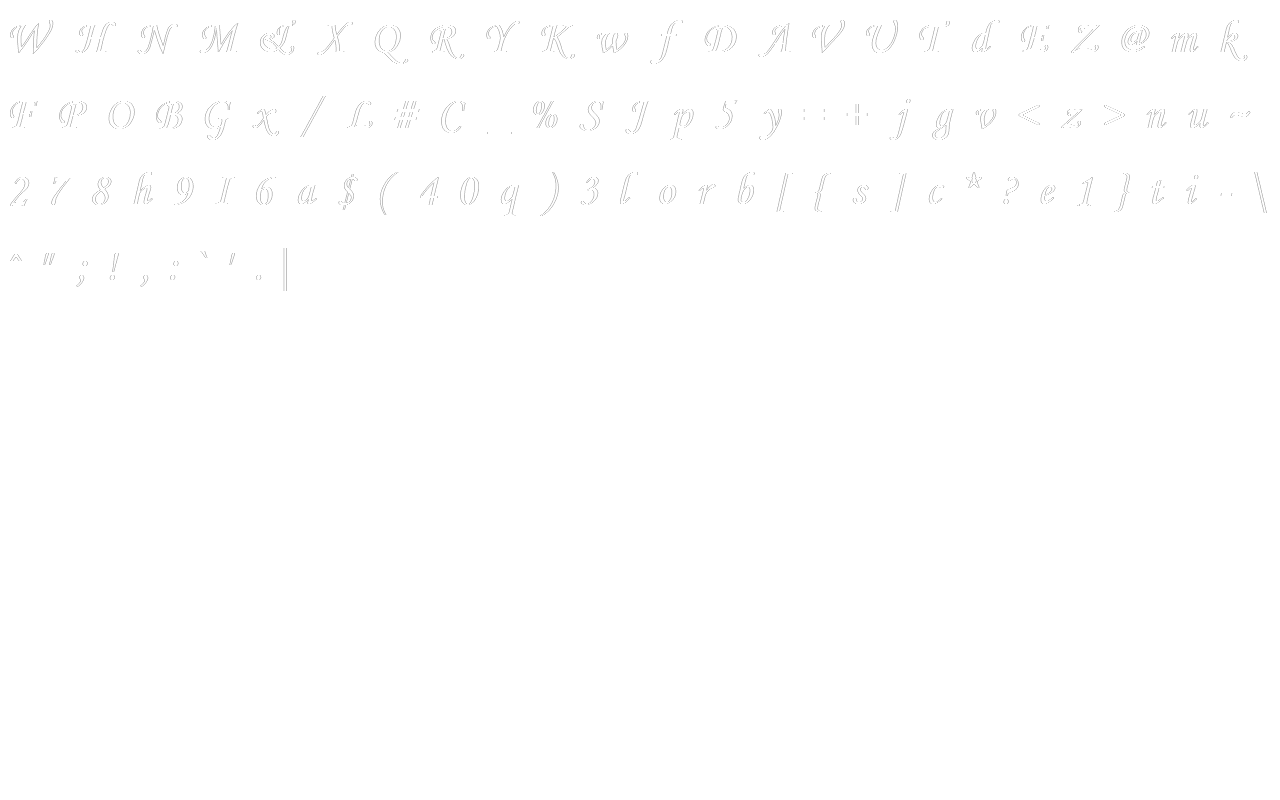 W H N M & X Q R Y K w f D A V U T d E Z @ m k
F P O B G x / L # C _ % S J p 5 y = + j g v < z > n u ~
2 7 8 h 9 I 6 a $ ( 4 0 q ) 3 l o r b [ { s ] c * ? e 1 } t i - \
^ " ; ! , : ` ' . |